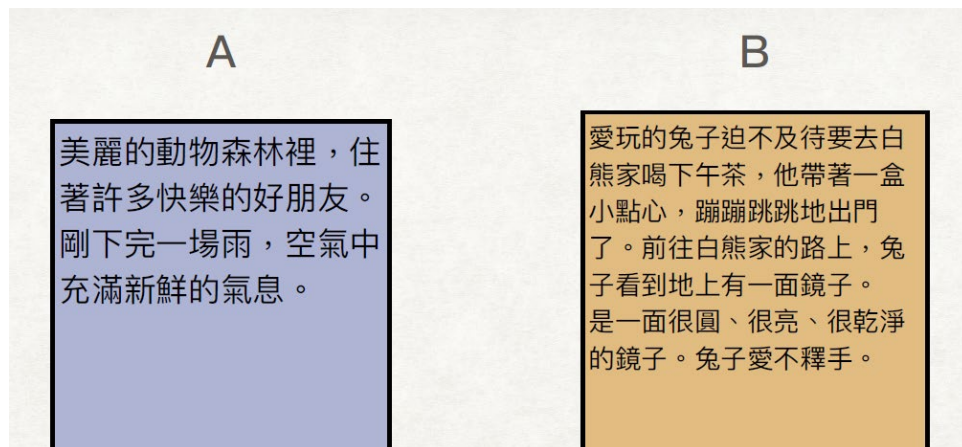 A
美麗的動物森林裡，住
著許多快樂的好朋友。
剛下完一場雨，空氣中
充滿新鮮的氣息。
B
愛玩的兔子迫不及待要去白
熊家喝下午茶，他帶著一盒
小點心，蹦蹦跳跳地出門
了。前往白熊家的路上，兔
子看到地上有一面鏡子。
是一面很圓、很亮、很乾淨
的鏡子。兔子愛不釋手。